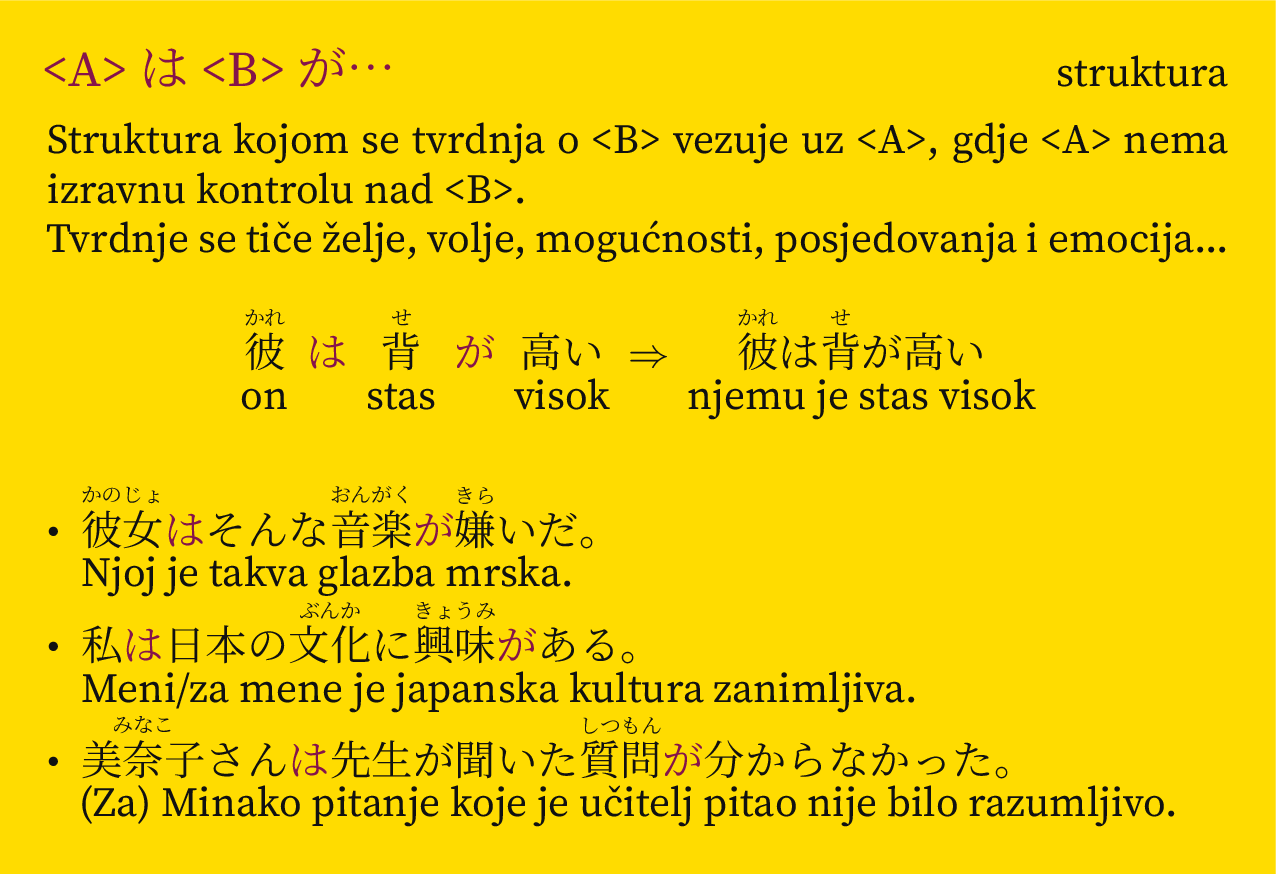 <A> は <B> が…
struktura
Struktura kojom se tvrdnja o <B> vezuje uz <A>, gdje <A> nema
izravnu kontrolu nad <B>.
Tvrdnje se tiče želje, volje, mogućnosti, posjedovanja i emocija...
かれ せ かれ せ
彼 は 背 が 高い ⇒ 彼は背が高い
on stas visok njemu je stas visok
かのじょ おんがく きら
• 彼女はそんな音楽が嫌いだ。
Njoj je takva glazba mrska.
ぶんか きょうみ
• 私は日本の文化に興味がある。
Meni/za mene je japanska kultura zanimljiva.
みなこ しつもん
• 美奈子さんは先生が聞いた質問が分からなかった。
(Za) Minako pitanje koje je učitelj pitao nije bilo razumljivo.